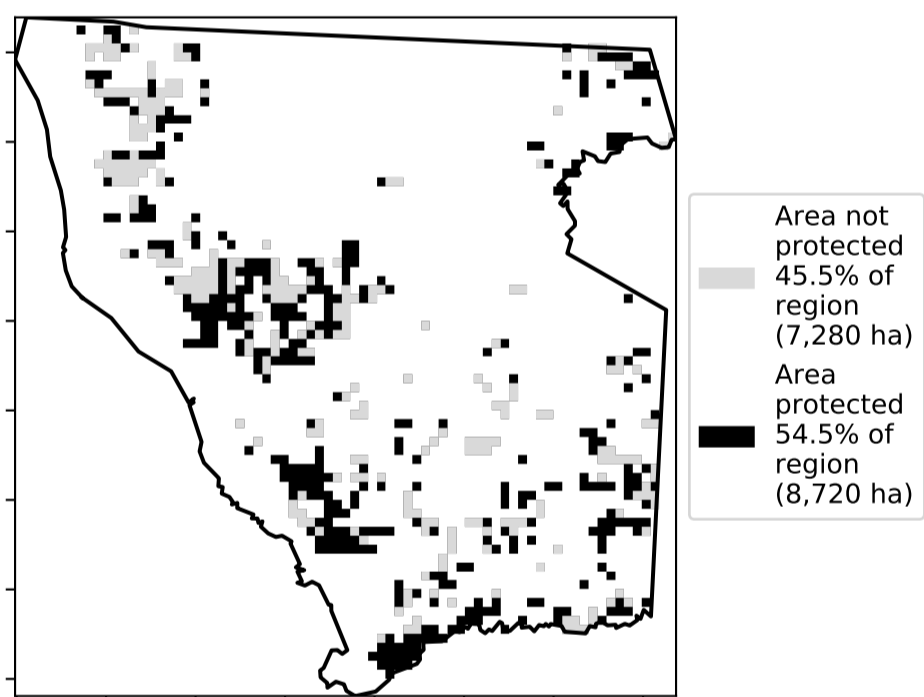 Area not
protected
45.5% of
region
(7,280 ha)
Area
protected
54.5% of
region
(8,720 ha)